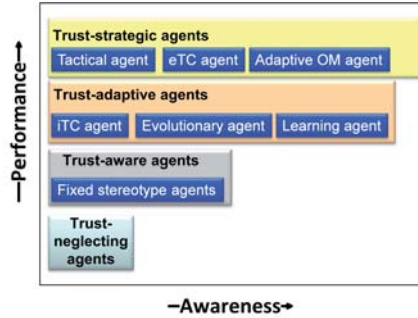 Trust-strategic agents
Tactical agent eTC agent Adaptive OM agent
Trust-adaptive agents
iTC agent Evolutionary agent Learning agent
Trust-aware agents
Fixed stereotype agents
Trust-
neglecting
agents
Performance
Awareness